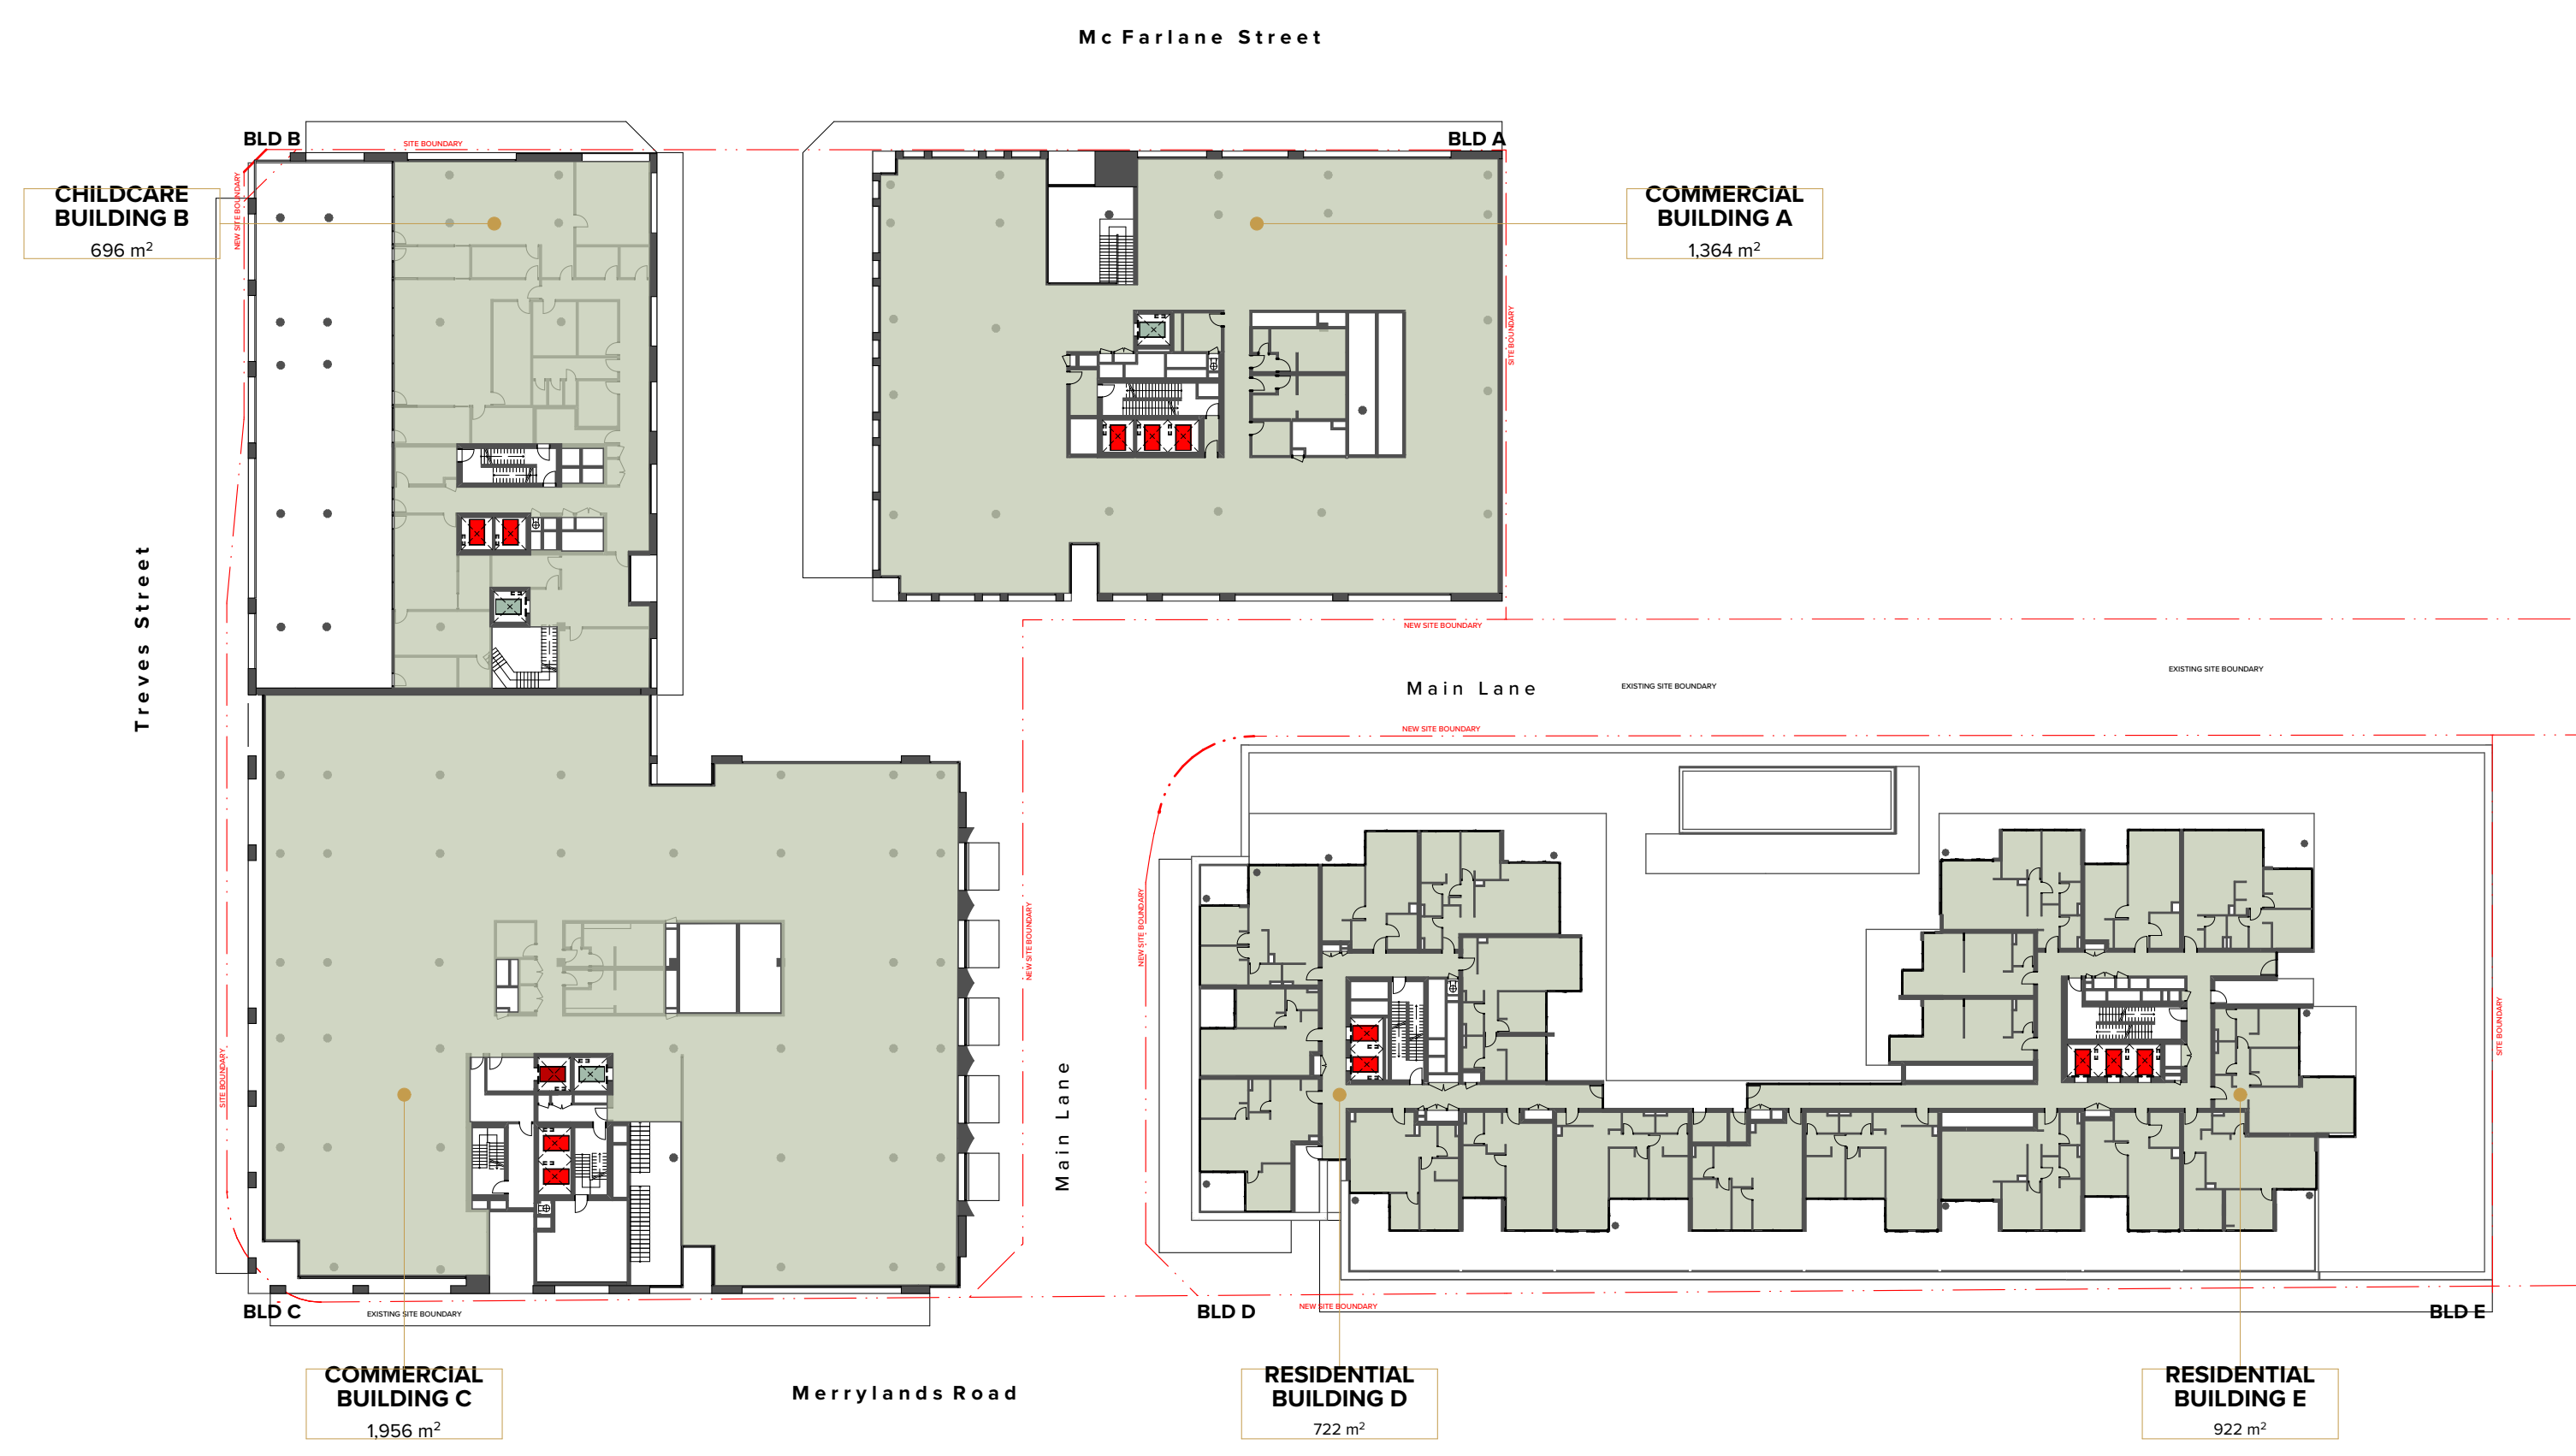 Mc Farlane Street
BLD B
SITE BOUNDARY
BLD A
NEW SITE BOUNDARY
CHILDCARE
BUILDING B
696 m²
COMMERCIAL
BUILDING A
1,364 m²
SITE BOUNDARY
Treves Street
NEW SITE BOUNDARY
EXISTING SITE BOUNDARY
Main Lane
EXISTING SITE BOUNDARY
NEW SITE BOUNDARY
NEW SITE BOUNDARY
NEW SITE BOUNDARY
SITE BOUNDARY
SITE BOUNDARY
Main Lane
BLD C
EXISTING SITE BOUNDARY
BLD D
NEW SITE BOUNDARY
BLD E
COMMERCIAL
BUILDING C
1,956 m²
Merrylands Road
RESIDENTIAL
BUILDING D
722 m²
RESIDENTIAL
BUILDING E
922 m²